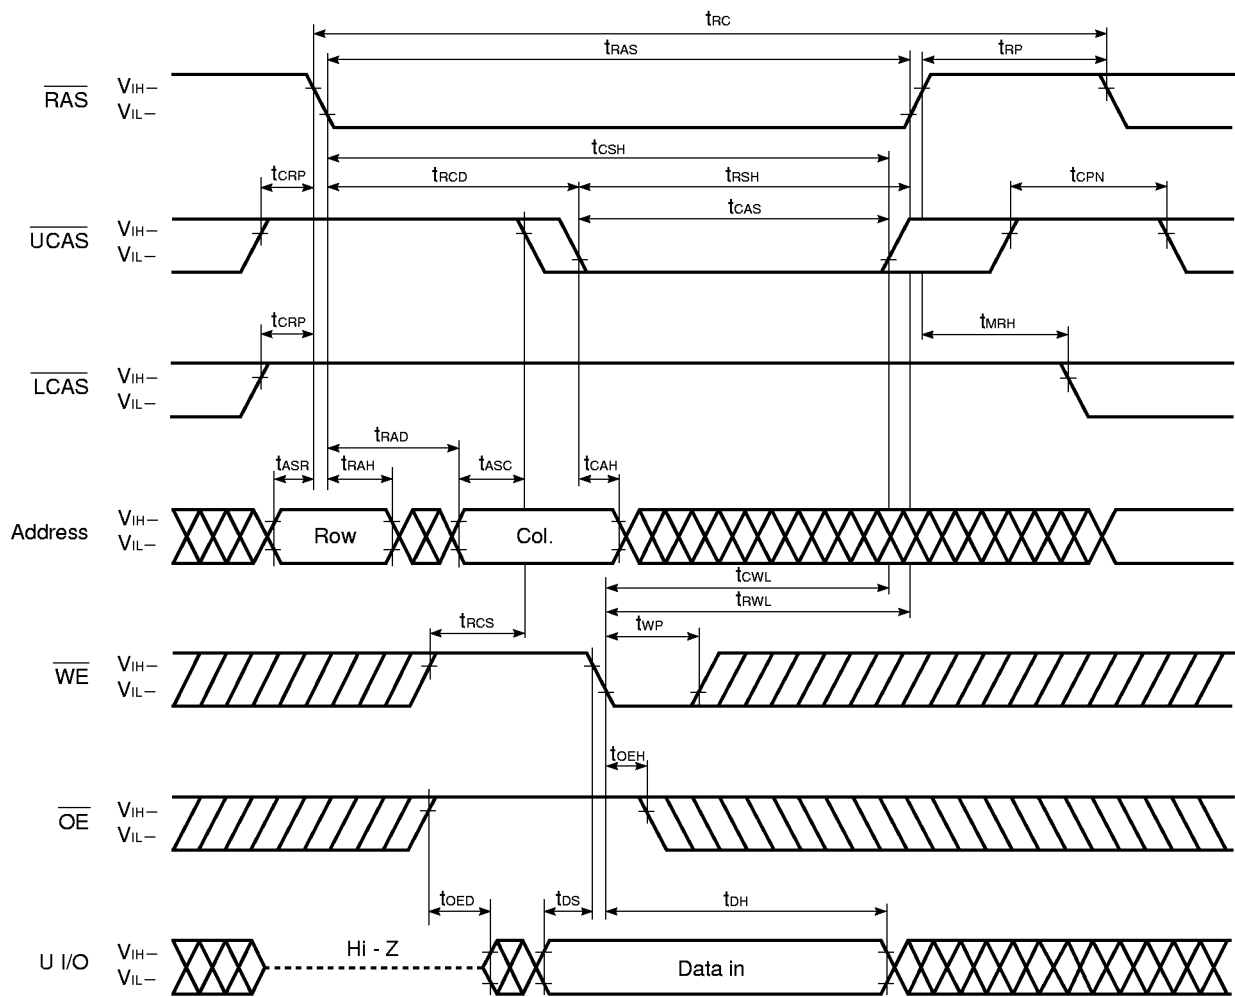 tRC
tRAS
tRP
RAS
VIH–
VIL–
tCSH
tCRP
tRCD
tRSH
tCPN
tCAS
UCAS
VIH–
VIL–
tCRP
tMRH
LCAS
VIH–
VIL–
tRAD
tASR
tRAH
tASC
tCAH
Address
VIH–
VIL–
Row
Col.
tCWL
tRWL
tRCS
tWP
WE
VIH–
VIL–
tOEH
OE
VIH–
VIL–
tOED
tDS
tDH
U I/O
VIH–
VIL–
Hi - Z
Data in